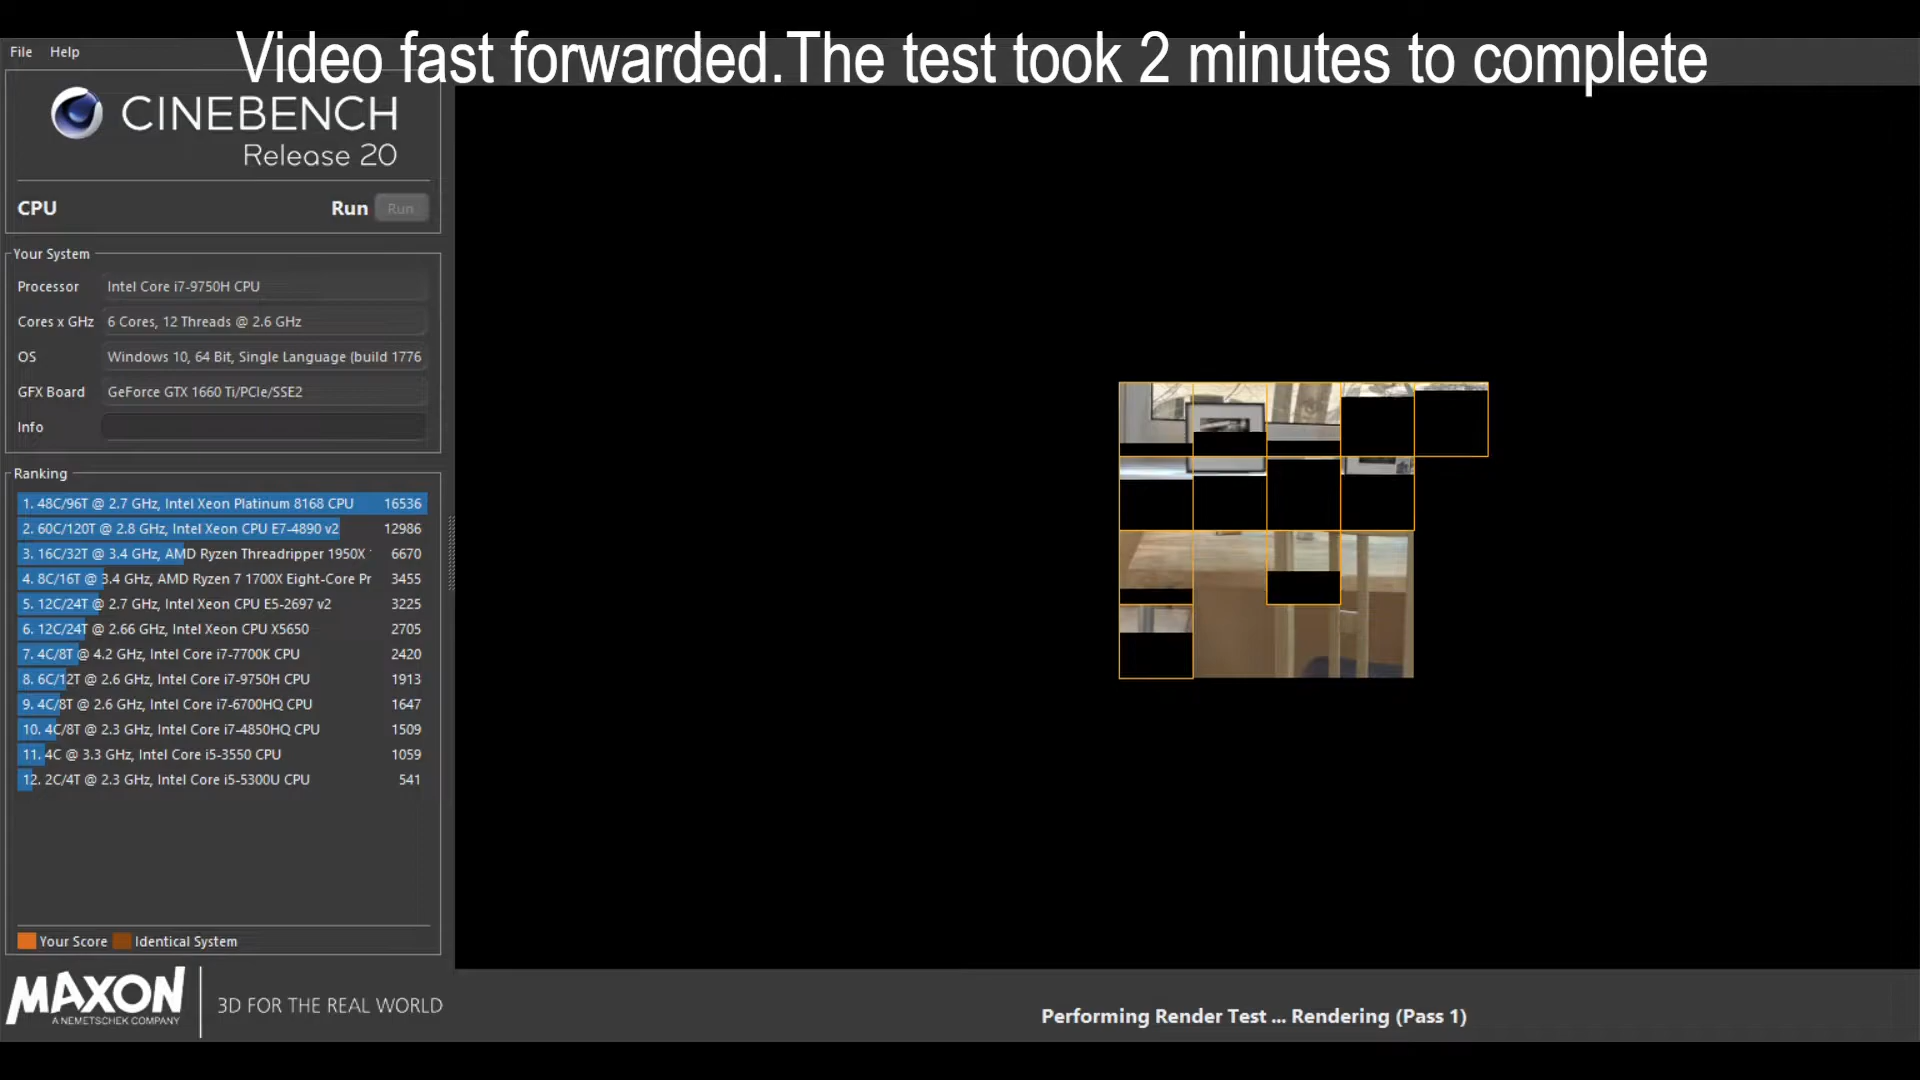 Video fast forwarded.The test took 2 minutes to complete
File Help
CINEBENCH
Release 20
CPU Run Run
Your System
Processor Intel Core i7-9750H CPU
Cores x GHz 6 Cores, 12 Threads @ 2.6 GHz
OS Windows 10, 64 Bit, Single Language (build 1776
GFX Board GeForce GTX 1660 Ti/PCIe/SSE2
Info
Ranking
1. 48C/96T @ 2.7 GHz, Intel Xeon Platinum 8168 CPU 16536
2. 60C/120T @ 2.8 GHz, Intel Xeon CPU E7-4890 v2 12986
3. 16C/32T @ 3.4 GHz, AMD Ryzen Threadripper 1950X 6670
4. 8C/16T @ 3.4 GHz, AMD Ryzen 7 1700X Eight-Core Pr 3455
5. 12C/24T @ 2.7 GHz, Intel Xeon CPU E5-2697 v2 3225
6. 12C/24T @ 2.66 GHz, Intel Xeon CPU X5650 2705
7. 4C/8T @ 4.2 GHz, Intel Core i7-7700K CPU 2420
8. 6C/12T @ 2.6 GHz, Intel Core i7-9750H CPU 1913
9. 4C/8T @ 2.6 GHz, Intel Core i7-6700HQ CPU 1647
10. 4C/8T @ 2.3 GHz, Intel Core i7-4850HQ CPU 1509
11. 4C @ 3.3 GHz, Intel Core i5-3550 CPU 1059
12. 2C/4T @ 2.3 GHz, Intel Core i5-5300U CPU 541
Your Score Identical System
MAXON
A NEMETSCHEK COMPANY
3D FOR THE REAL WORLD
Performing Render Test ... Rendering (Pass 1)